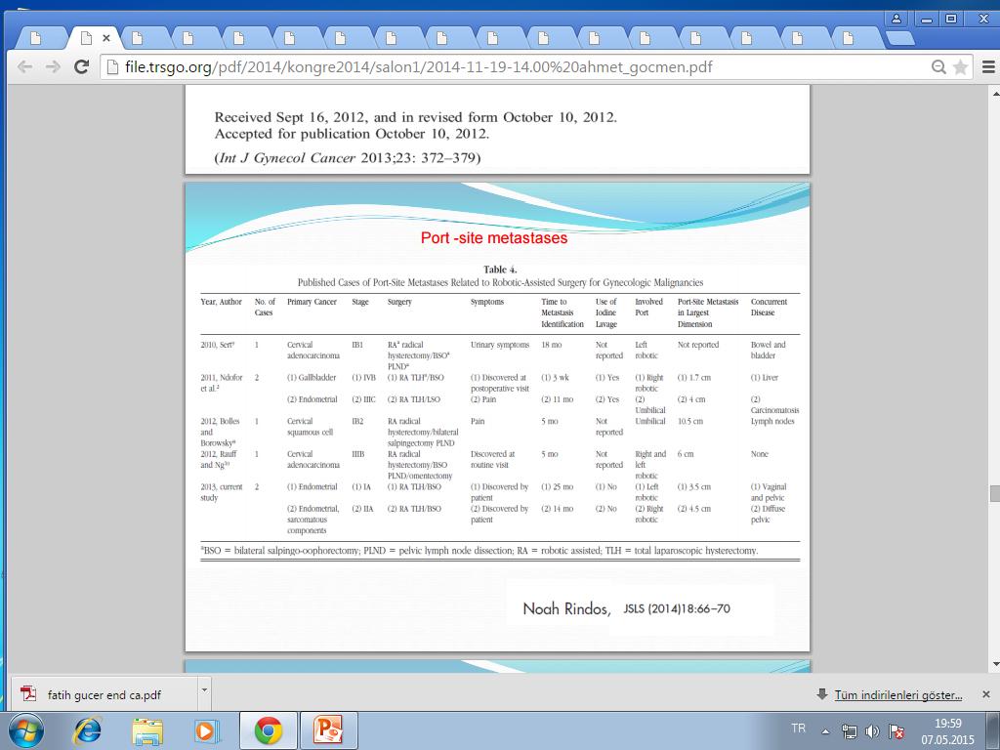 file.trsgo.org/pdf/2014/kongre2014/salon1/2014-11-19-14.00%20ahmet_gocmen.pdf
Received Sept 16, 2012, and in revised form October 10, 2012.
Accepted for publication October 10, 2012.
(Int J Gynecol Cancer 2013;23: 372–379)
Port -site metastases
Table 4.
Published Cases of Port-Site Metastases Related to Robotic-Assisted Surgery for Gynecologic Malignancies
Year, Author No. of Primary Cancer Stage Surgery Symptoms Time to Use of Involved Port-Site Metastasis Concurrent
Cases Metastasis Iodine Port in Largest Disease
Identification Lavage Dimension
2010, Sert⁹ 1 Cervical IB1 RAᵃ radical Urinary symptoms 18 mo Not Left Not reported Bowel and
adenocarcinoma hysterectomy/BSOᵃ reported robotic bladder
PLNDᵃ
2011, Ndofor 2 (1) Gallbladder (1) IVB (1) RA TLHᵃ/BSO (1) Discovered at (1) 3 wk (1) Yes (1) Right (1) 1.7 cm (1) Liver
et al.² postoperative visit robotic
(2) Endometrial (2) IIIC (2) RA TLH/LSO (2) Pain (2) 11 mo (2) Yes (2) (2) 4 cm (2)
Umbilical Carcinomatosis
2012, Bolles 1 Cervical IB2 RA radical Pain 5 mo Not Umbilical 10.5 cm Lymph nodes
and squamous cell hysterectomy/bilateral reported
Borowsky⁸ salpingectomy PLND
2012, Rauff 1 Cervical IIIB RA radical Discovered at 5 mo Not Right and 6 cm None
and Ng¹⁰ adenocarcinoma hysterectomy/BSO routine visit reported left
PLND/omentectomy robotic
2013, current 2 (1) Endometrial (1) IA (1) RA TLH/BSO (1) Discovered by (1) 25 mo (1) No (1) Left (1) 3.5 cm (1) Vaginal
study patient robotic and pelvic
(2) Endometrial, (2) IIA (2) RA TLH/BSO (2) Discovered by (2) 14 mo (2) No (2) Right (2) 4.5 cm (2) Diffuse
sarcomatous patient robotic pelvic
components
ᵃBSO = bilateral salpingo-oophorectomy; PLND = pelvic lymph node dissection; RA = robotic assisted; TLH = total laparoscopic hysterectomy.
Noah Rindos, JSLS (2014)18:66–70
fatih gucer end ca.pdf
Tüm indirilenleri göster...
TR
19:59
07.05.2015